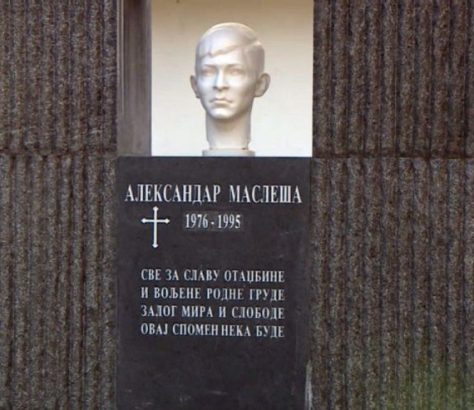 АЛЕКСАНДАР МАСЛЕША
1976 - 1995
СВЕ ЗА СЛАВУ ОТАЏБИНЕ
И ВОЉЕНЕ РОДНЕ ГРУДЕ
ЗАЛОГ МИРА И СЛОБОДЕ
ОВАЈ СПОМЕН НЕКА БУДЕ